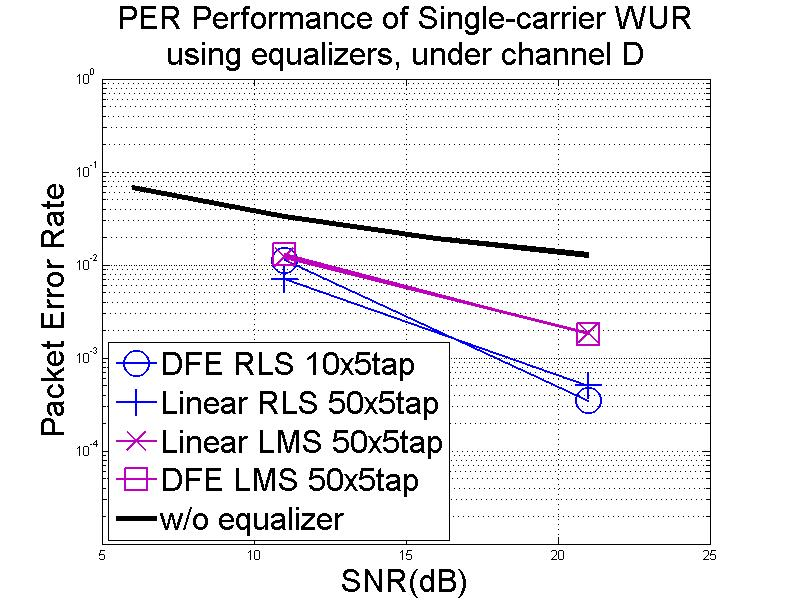 PER Performance of Single-carrier WUR
using equalizers, under channel D
10^0
10^-1
10^-2
10^-3
10^-4
Packet Error Rate
DFE RLS 10x5tap
Linear RLS 50x5tap
Linear LMS 50x5tap
DFE LMS 50x5tap
w/o equalizer
5 10 15 20 25
SNR(dB)